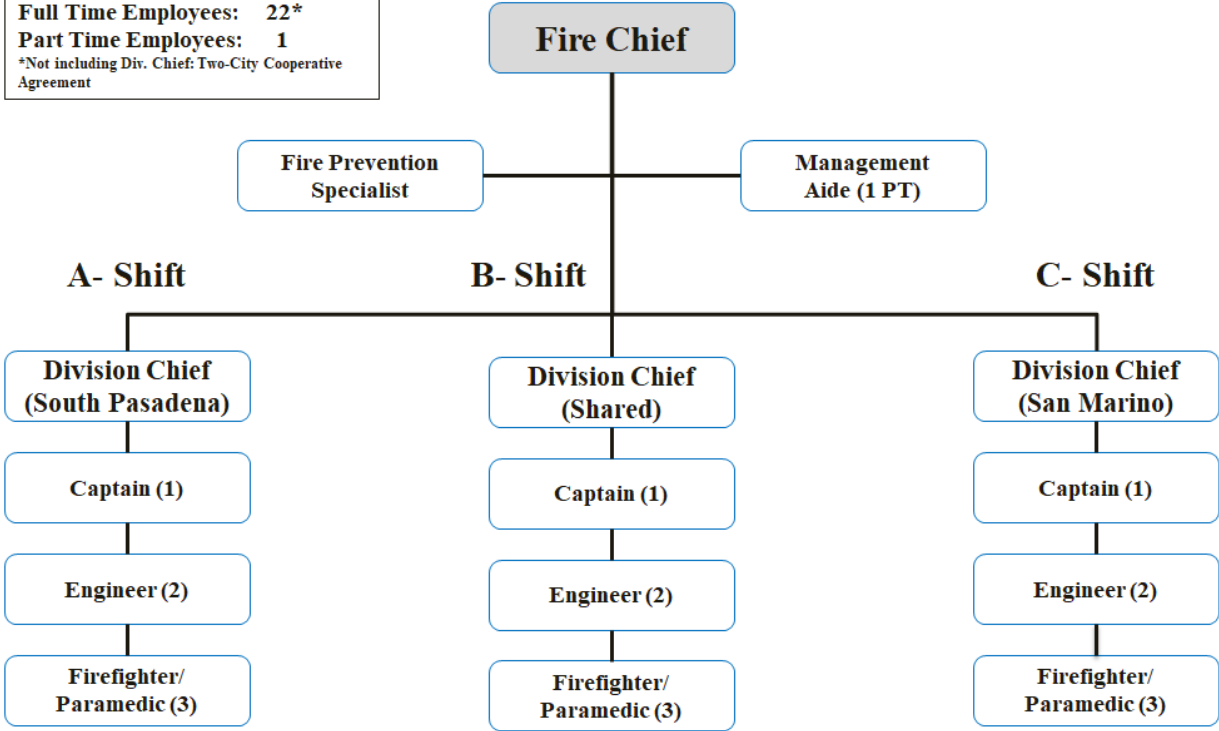 Full Time Employees: 22*
Part Time Employees: 1
*Not including Div. Chief: Two-City Cooperative
Agreement
Fire Chief
Fire Prevention
Specialist
Management
Aide (1 PT)
A- Shift
B- Shift
C- Shift
Division Chief
(South Pasadena)
Captain (1)
Engineer (2)
Firefighter/
Paramedic (3)
Division Chief
(Shared)
Captain (1)
Engineer (2)
Firefighter/
Paramedic (3)
Division Chief
(San Marino)
Captain (1)
Engineer (2)
Firefighter/
Paramedic (3)